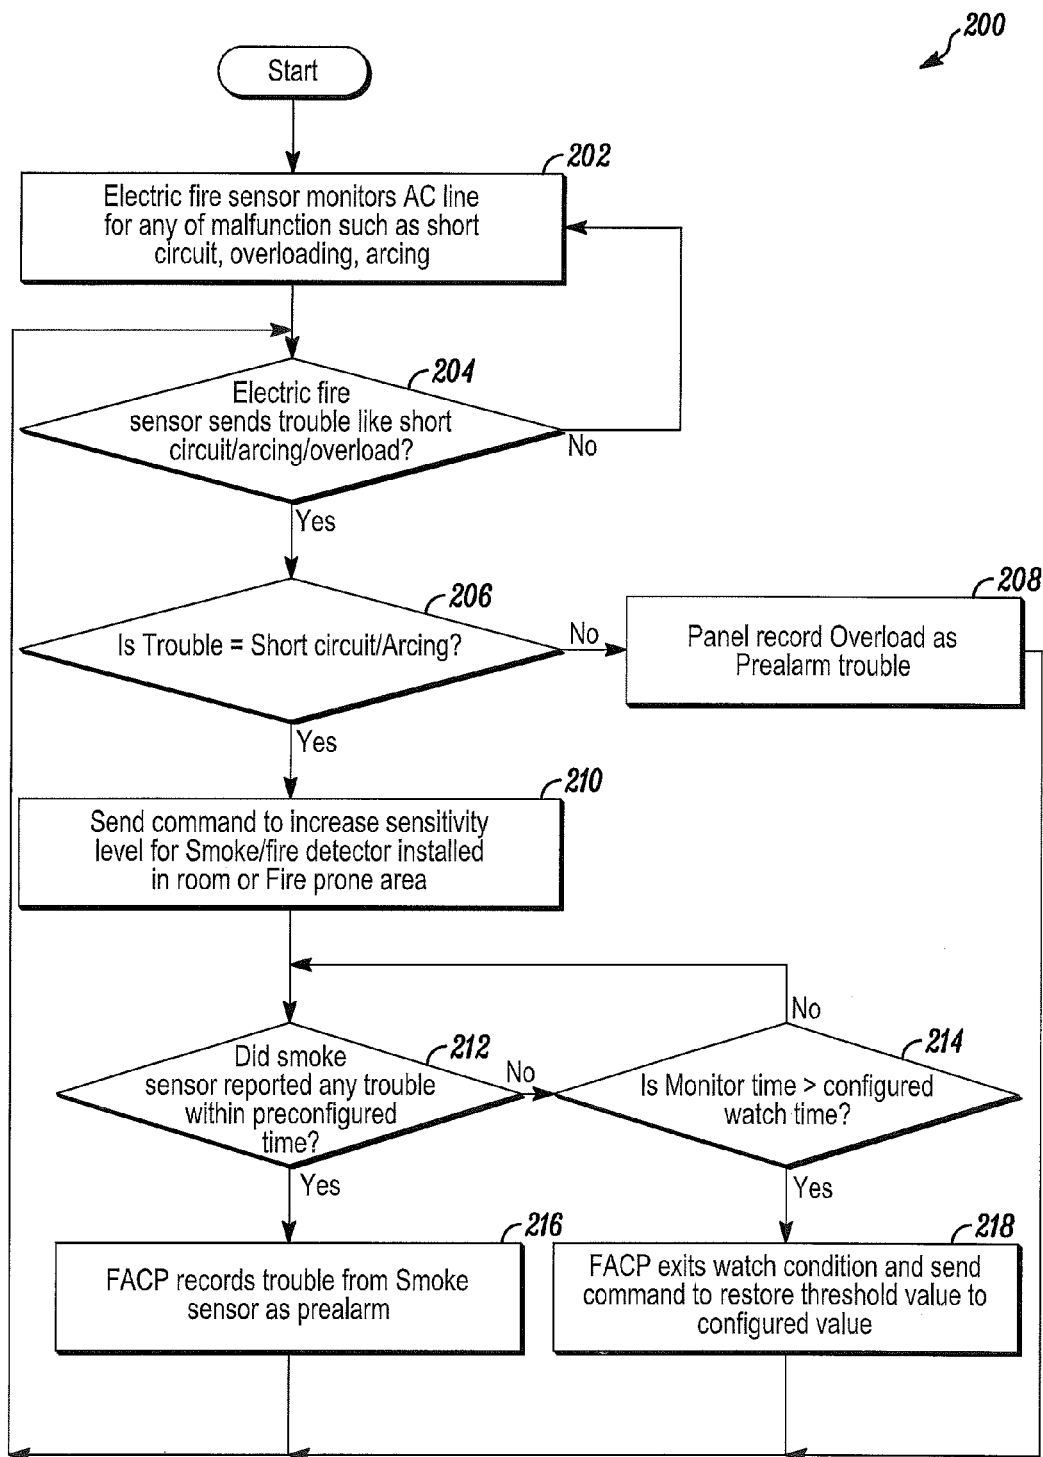 200
Start
202
Electric fire sensor monitors AC line
for any of malfunction such as short
circuit, overloading, arcing
204
Electric fire
sensor sends trouble like short
circuit/arcing/overload?
No
Yes
206
Is Trouble = Short circuit/Arcing?
No
208
Panel record Overload as
Prealarm trouble
Yes
210
Send command to increase sensitivity
level for Smoke/fire detector installed
in room or Fire prone area
212
Did smoke
sensor reported any trouble
within preconfigured
time?
No
No
214
Is Monitor time > configured
watch time?
Yes
Yes
216
FACP records trouble from Smoke
sensor as prealarm
218
FACP exits watch condition and send
command to restore threshold value to
configured value